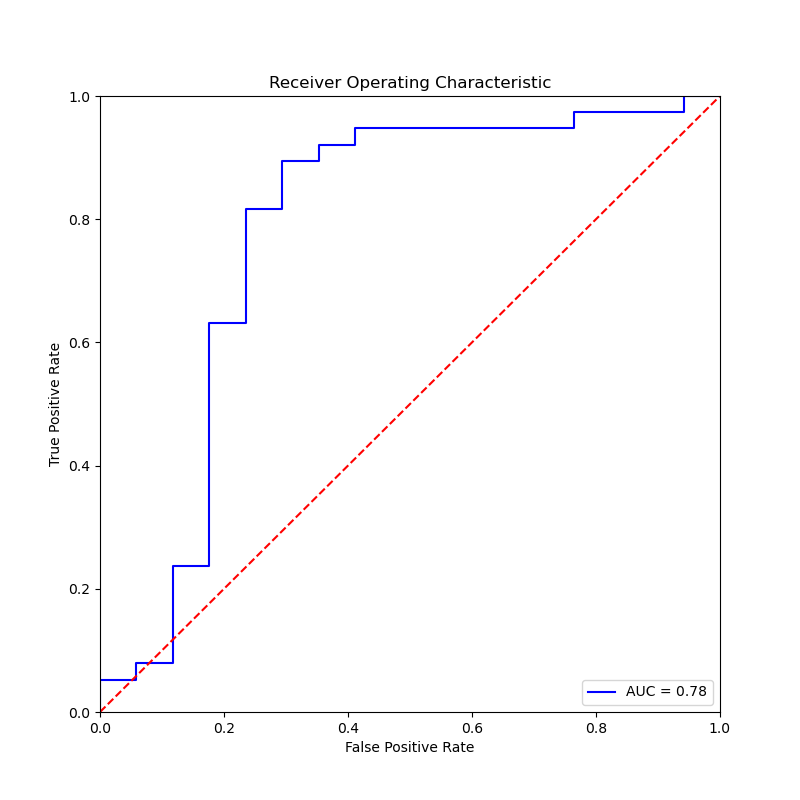 Receiver Operating Characteristic
1.0
0.8
0.6
0.4
0.2
0.0
True Positive Rate
AUC = 0.78
0.0 0.2 0.4 0.6 0.8 1.0
False Positive Rate